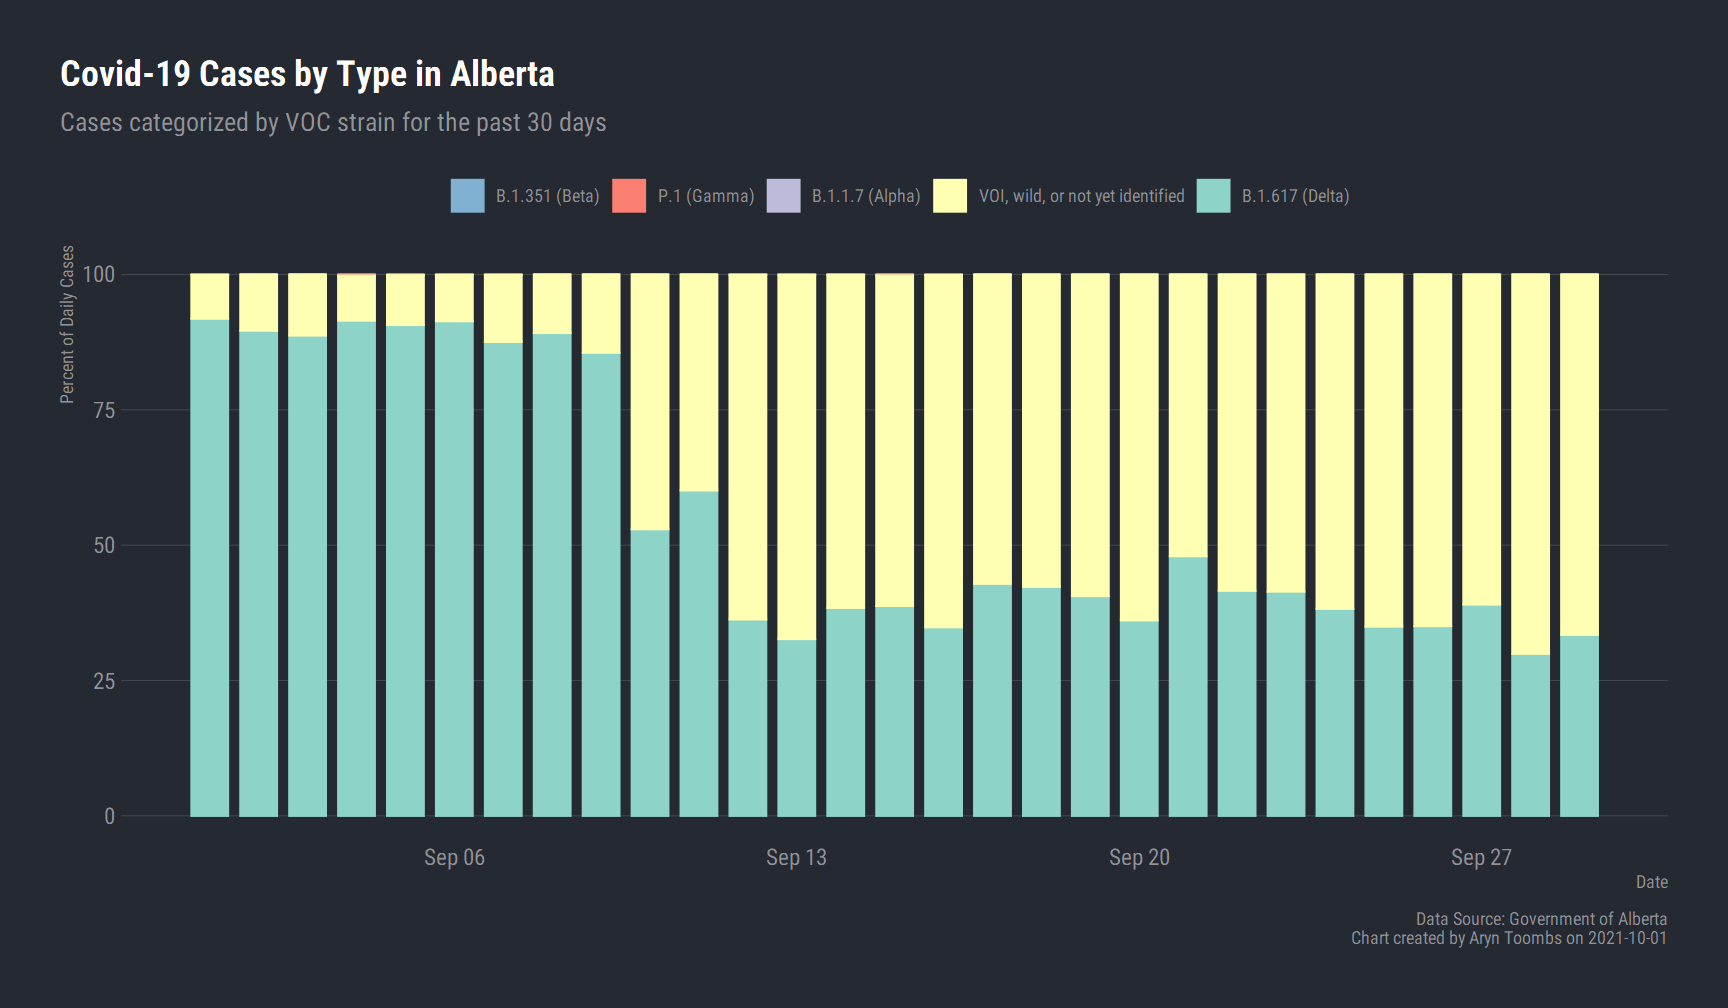 Covid-19 Cases by Type in Alberta
Cases categorized by VOC strain for the past 30 days
B.1.351 (Beta) P.1 (Gamma) B.1.1.7 (Alpha) VOI, wild, or not yet identified B.1.617 (Delta)
Percent of Daily Cases
100
75
50
25
0
Sep 06 Sep 13 Sep 20 Sep 27
Date
Data Source: Government of Alberta
Chart created by Aryn Toombs on 2021-10-01